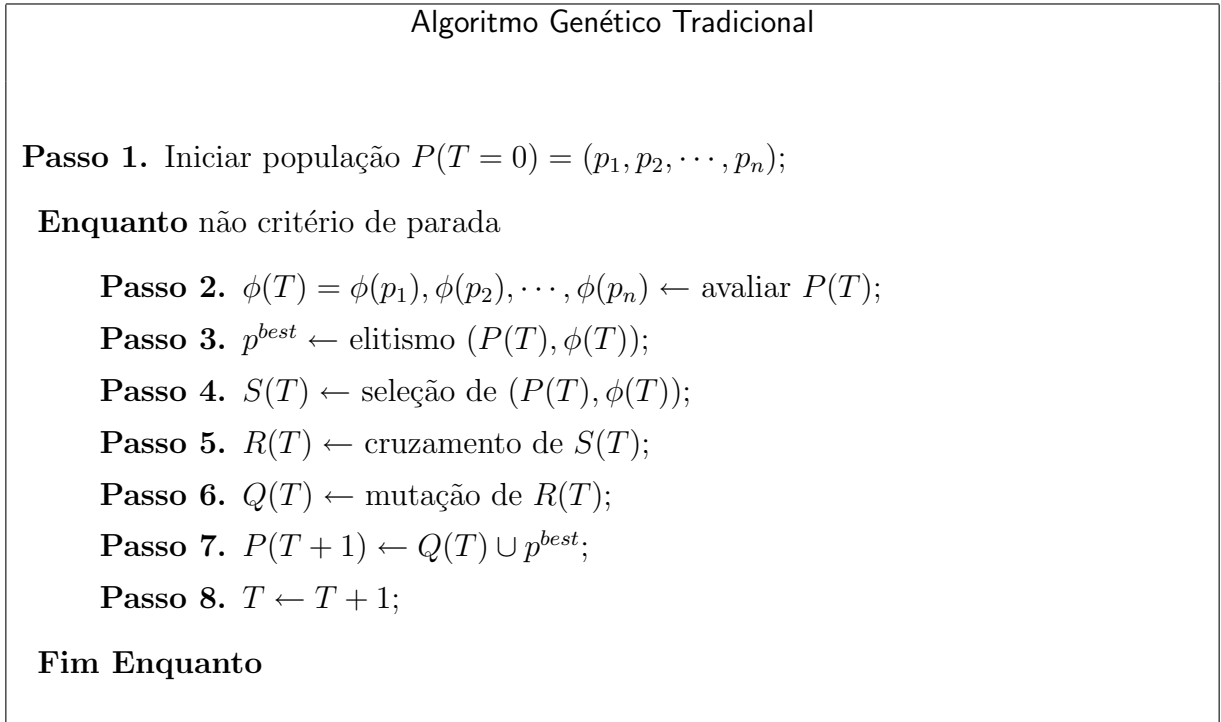 Algoritmo Genético Tradicional
Passo 1. Iniciar população P(T = 0) = (p₁, p₂, ⋯, pₙ);
Enquanto não critério de parada
Passo 2. ϕ(T) = ϕ(p₁), ϕ(p₂), ⋯, ϕ(pₙ) ← avaliar P(T);
Passo 3. p^{best} ← elitismo (P(T), ϕ(T));
Passo 4. S(T) ← seleção de (P(T), ϕ(T));
Passo 5. R(T) ← cruzamento de S(T);
Passo 6. Q(T) ← mutação de R(T);
Passo 7. P(T + 1) ← Q(T) ∪ p^{best};
Passo 8. T ← T + 1;
Fim Enquanto